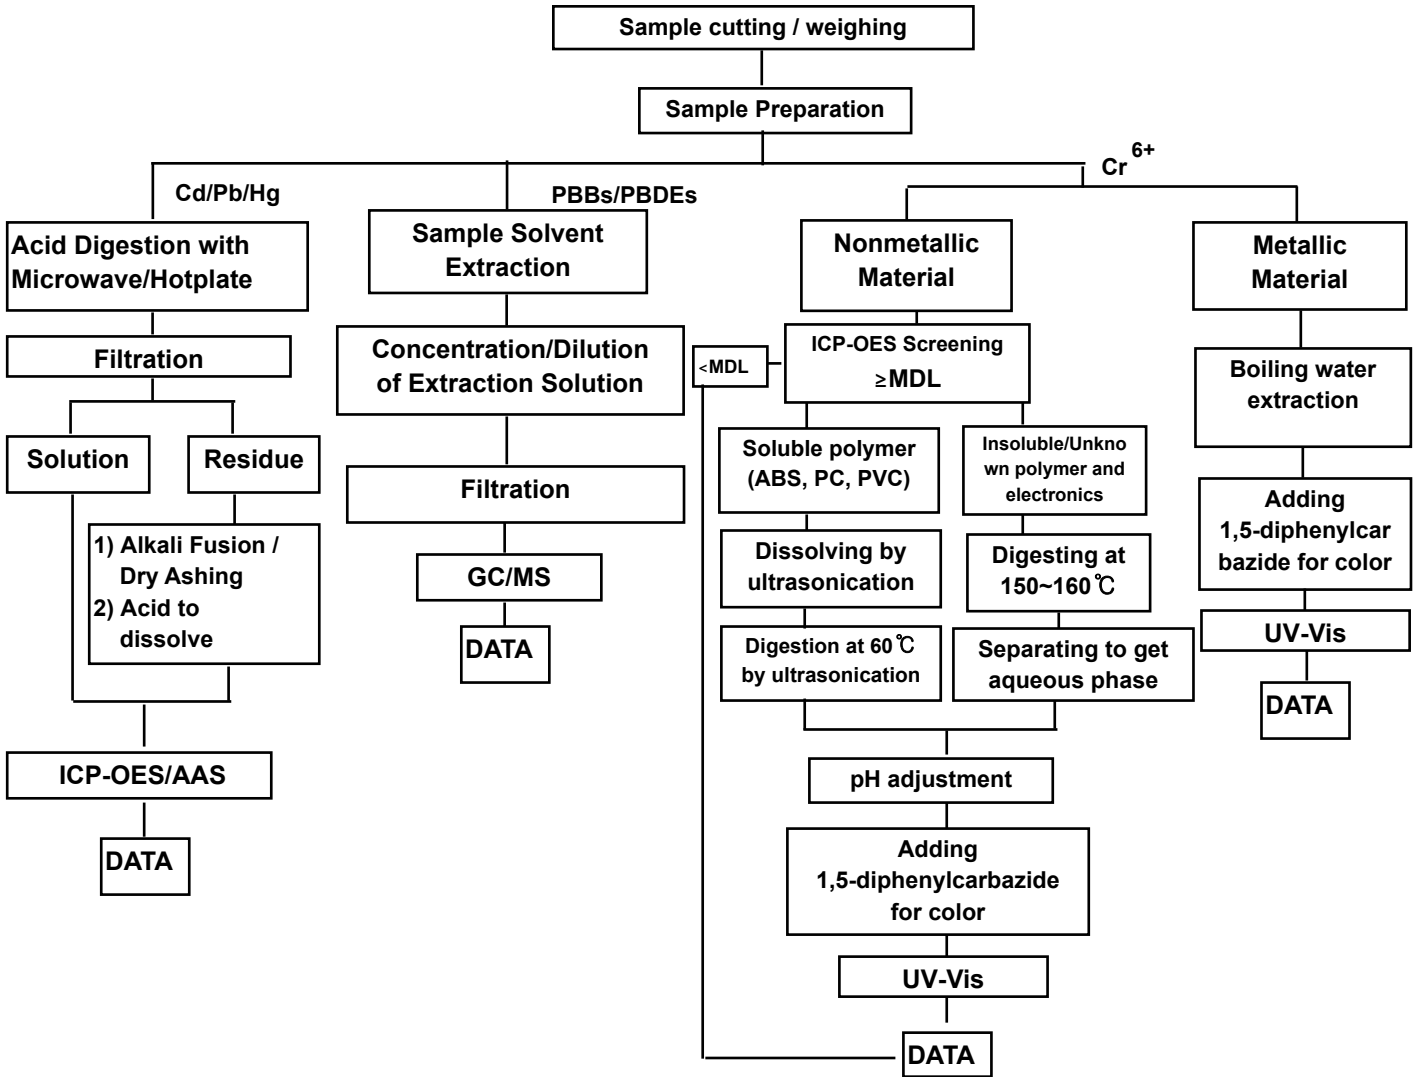 Sample cutting / weighing
Sample Preparation
Cd/Pb/Hg
PBBs/PBDEs
Cr 6+
Acid Digestion with
Microwave/Hotplate
Filtration
Solution
Residue
1) Alkali Fusion /
Dry Ashing
2) Acid to
dissolve
ICP-OES/AAS
DATA
Sample Solvent
Extraction
Concentration/Dilution
of Extraction Solution
Filtration
GC/MS
DATA
Nonmetallic
Material
ICP-OES Screening
≥MDL
<MDL
Soluble polymer
(ABS, PC, PVC)
Dissolving by
ultrasonication
Digestion at 60℃
by ultrasonication
Insoluble/Unkno
wn polymer and
electronics
Digesting at
150~160℃
Separating to get
aqueous phase
pH adjustment
Adding
1,5-diphenylcarbazide
for color
UV-Vis
DATA
Metallic
Material
Boiling water
extraction
Adding
1,5-diphenylcar
bazide for color
UV-Vis
DATA